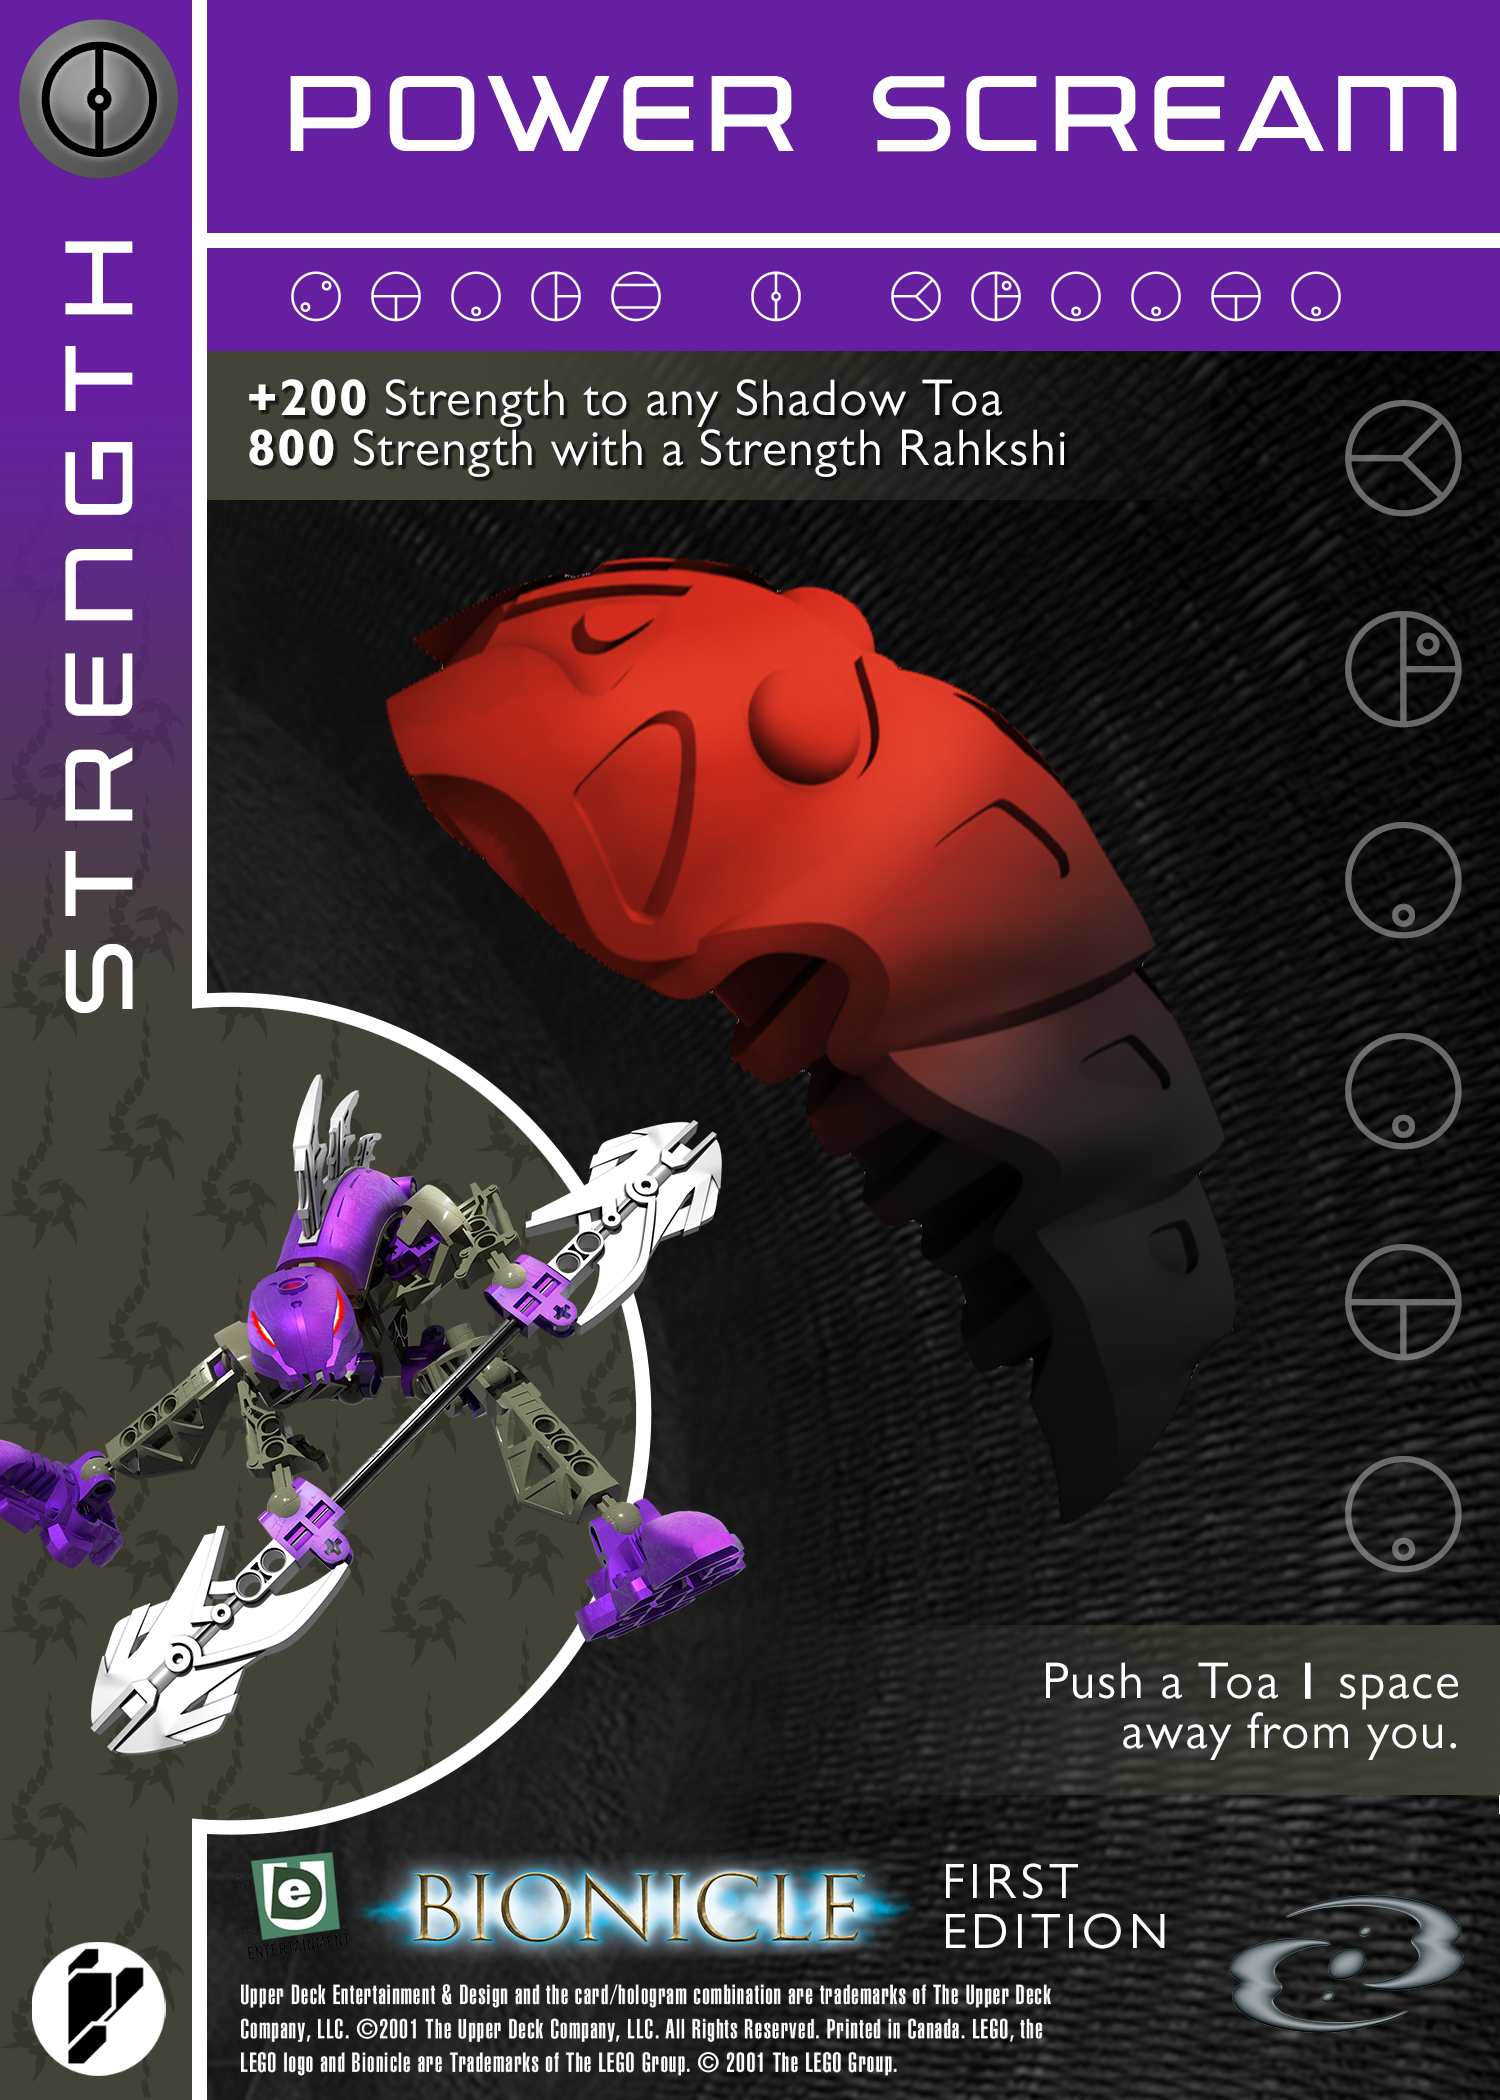 POWER SCREAM
STRENGTH
+200 Strength to any Shadow Toa
800 Strength with a Strength Rahkshi
Push a Toa 1 space
away from you.
e
ENTERTAINMENT
BIONICLE
FIRST
EDITION
Upper Deck Entertainment & Design and the card/hologram combination are trademarks of The Upper Deck
Company, LLC. ©2001 The Upper Deck Company, LLC. All Rights Reserved. Printed in Canada. LEGO, the
LEGO logo and Bionicle are Trademarks of The LEGO Group. © 2001 The LEGO Group.